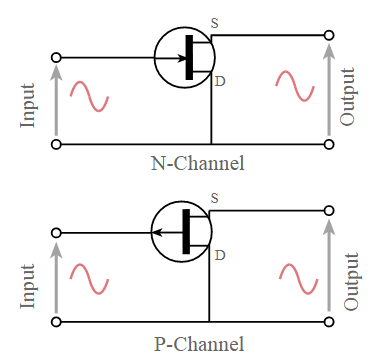 S
D
Input
Output
N-Channel
S
D
Input
Output
P-Channel